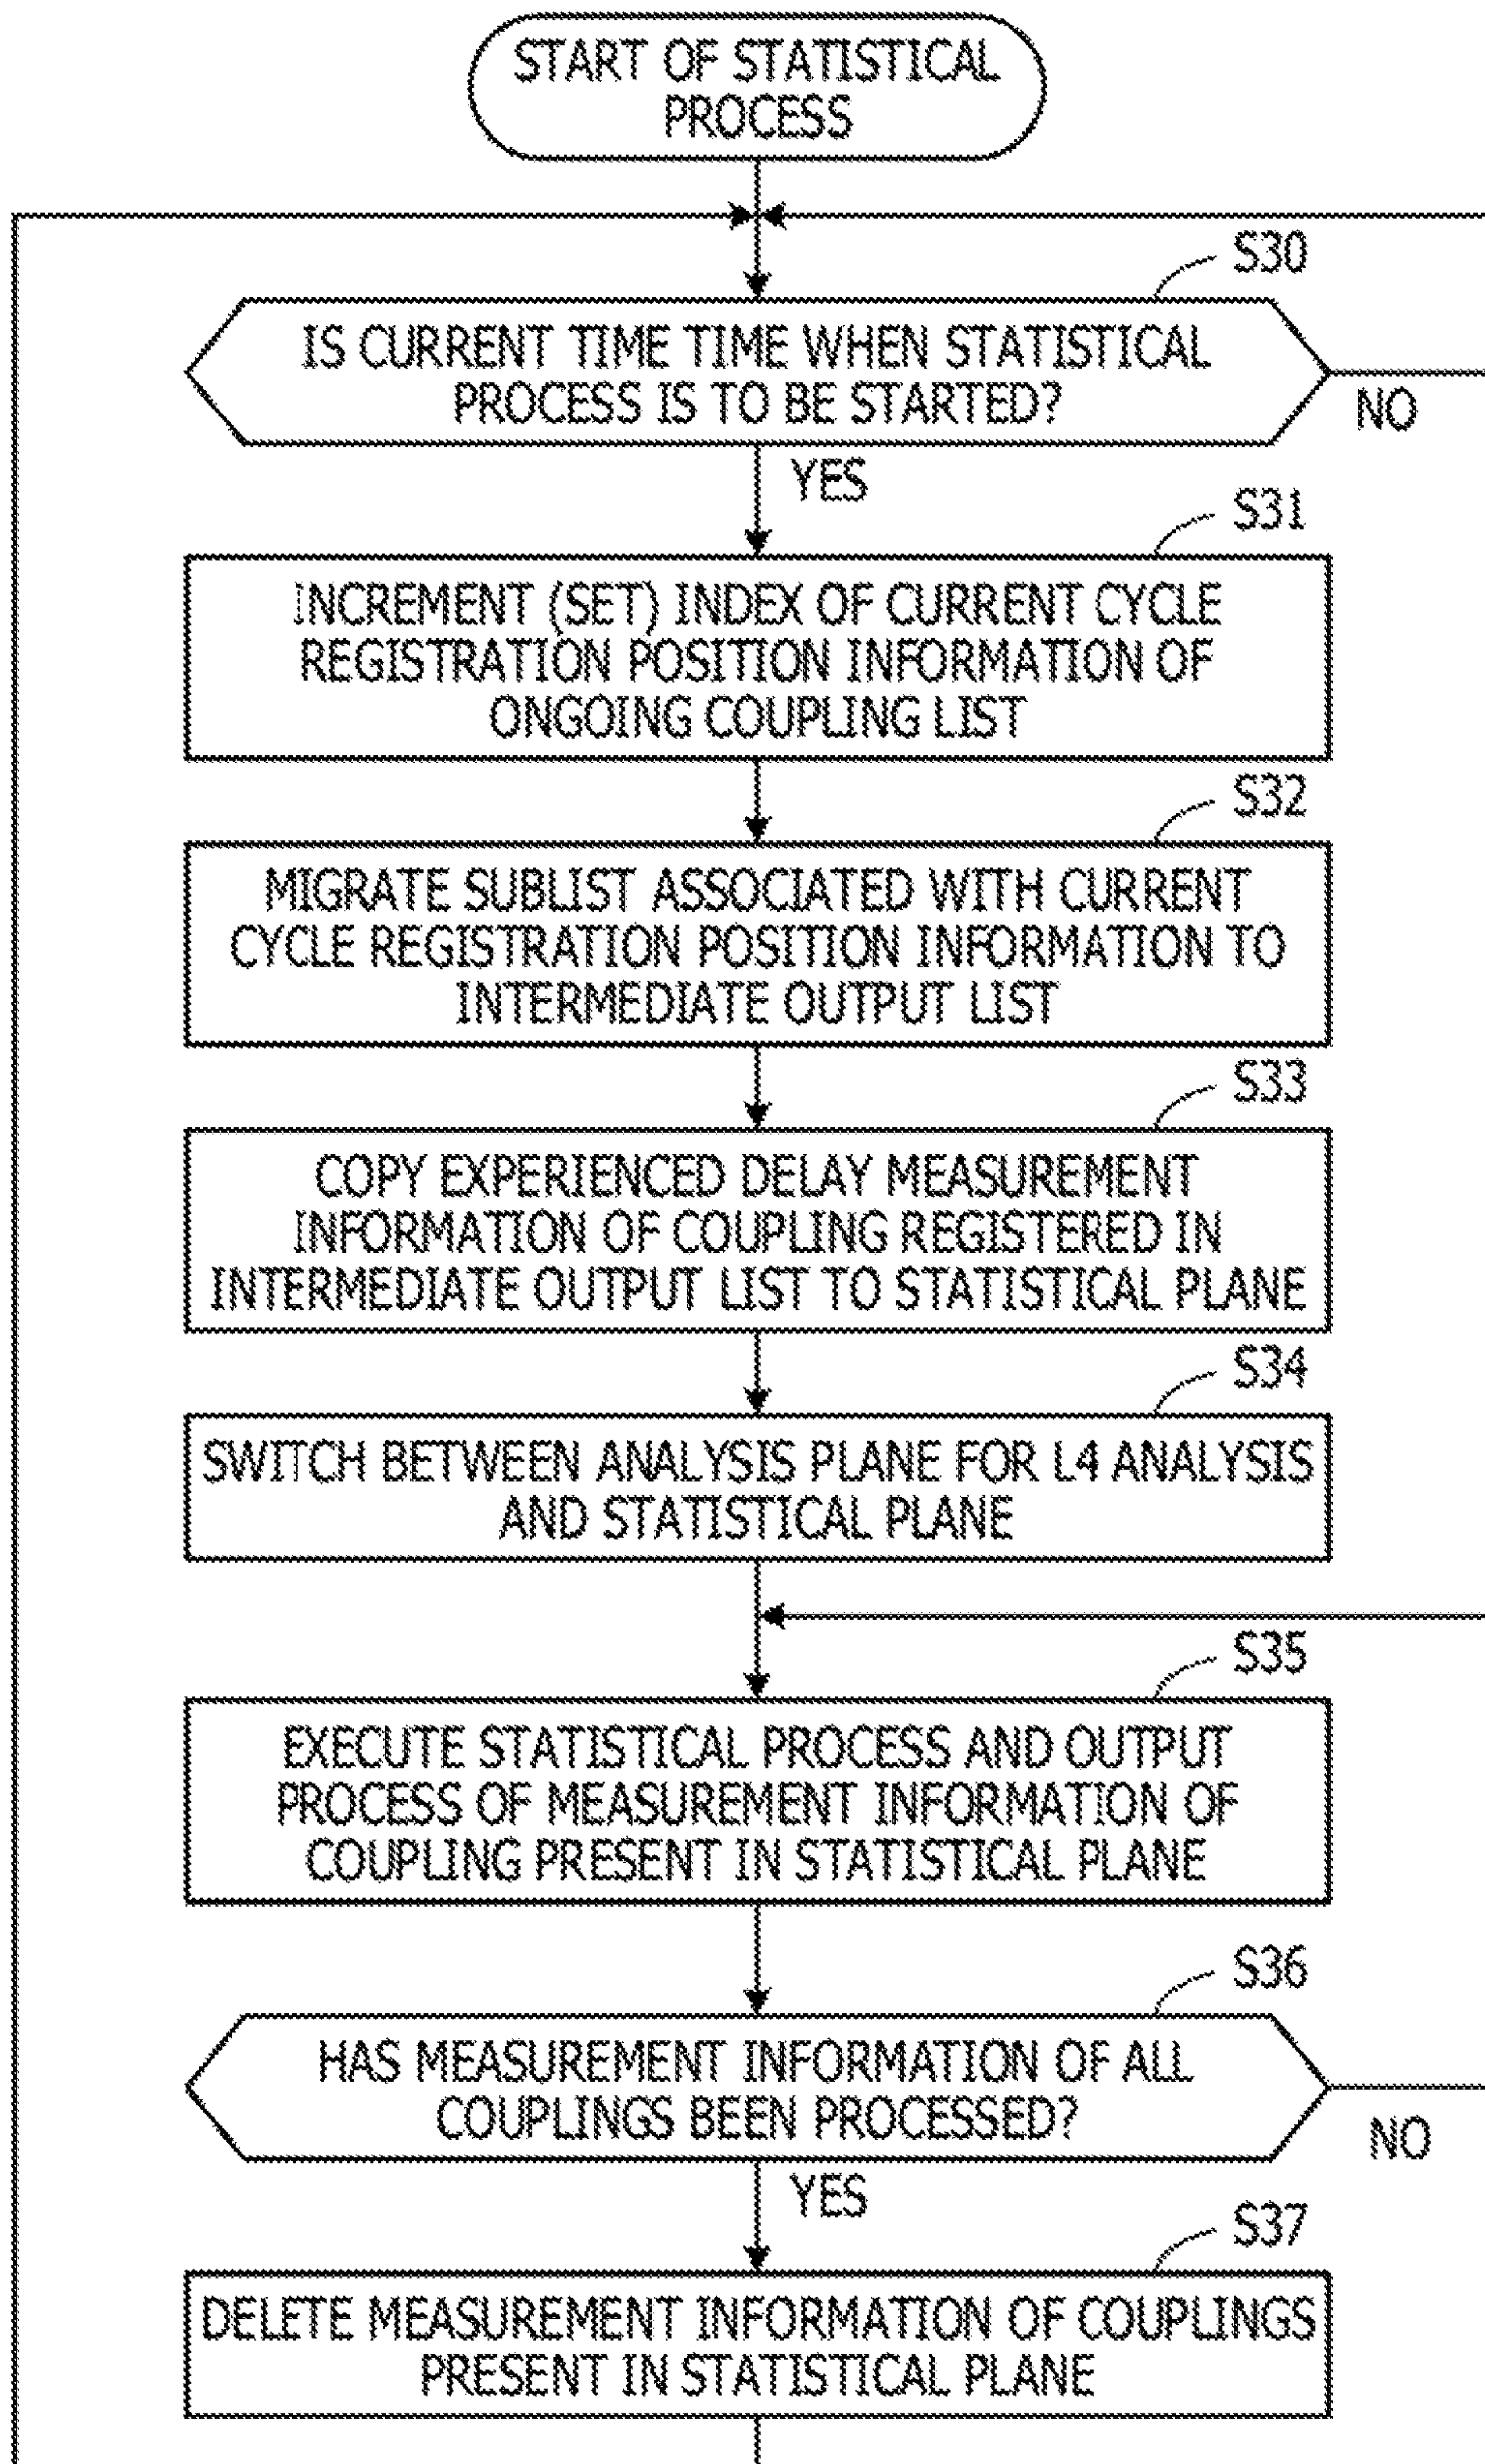 START OF STATISTICAL
PROCESS
S30
IS CURRENT TIME TIME WHEN STATISTICAL
PROCESS IS TO BE STARTED?
NO
YES
S31
INCREMENT (SET) INDEX OF CURRENT CYCLE
REGISTRATION POSITION INFORMATION OF
ONGOING COUPLING LIST
S32
MIGRATE SUBLIST ASSOCIATED WITH CURRENT
CYCLE REGISTRATION POSITION INFORMATION TO
INTERMEDIATE OUTPUT LIST
S33
COPY EXPERIENCED DELAY MEASUREMENT
INFORMATION OF COUPLING REGISTERED IN
INTERMEDIATE OUTPUT LIST TO STATISTICAL PLANE
S34
SWITCH BETWEEN ANALYSIS PLANE FOR L4 ANALYSIS
AND STATISTICAL PLANE
S35
EXECUTE STATISTICAL PROCESS AND OUTPUT
PROCESS OF MEASUREMENT INFORMATION OF
COUPLING PRESENT IN STATISTICAL PLANE
S36
HAS MEASUREMENT INFORMATION OF ALL
COUPLINGS BEEN PROCESSED?
NO
YES
S37
DELETE MEASUREMENT INFORMATION OF COUPLINGS
PRESENT IN STATISTICAL PLANE